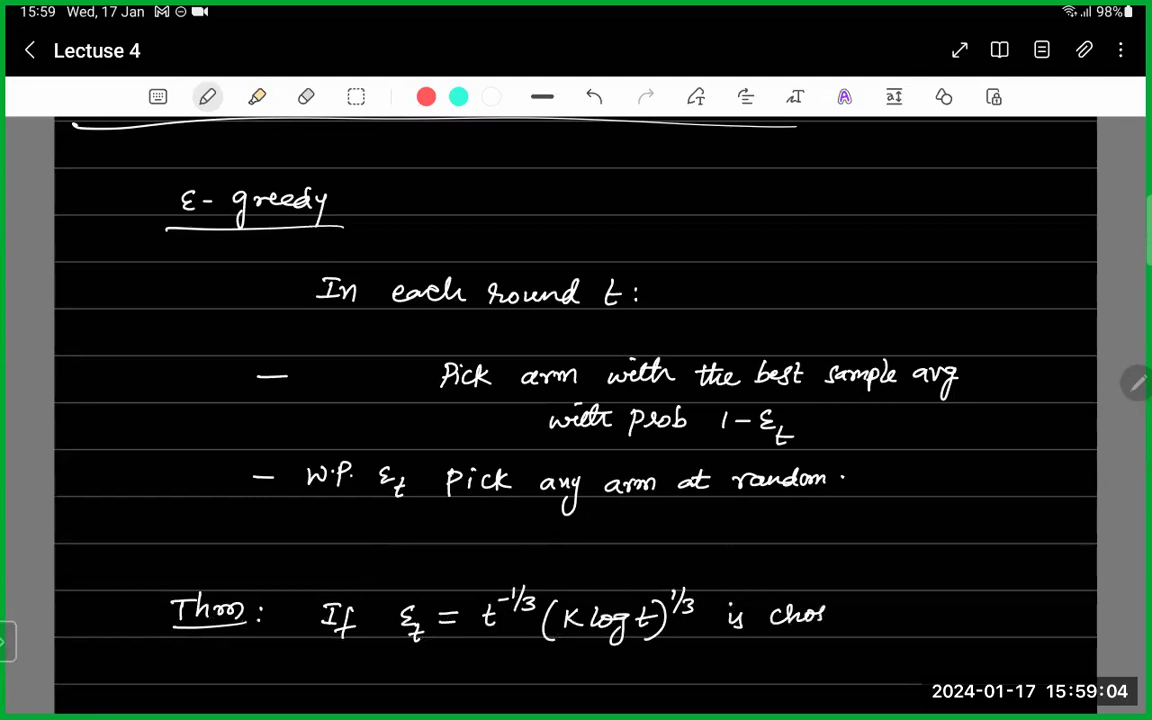 15:59 Wed, 17 Jan
98%
Lectuse 4
ε- greedy
In each round t:
— Pick arm with the best sample avg
with prob 1 - ε_t
— W.P. ε_t pick any arm at random.
Thm: If ε_t = t^{-1/3} (K log t)^{1/3} is chos
2024-01-17 15:59:04